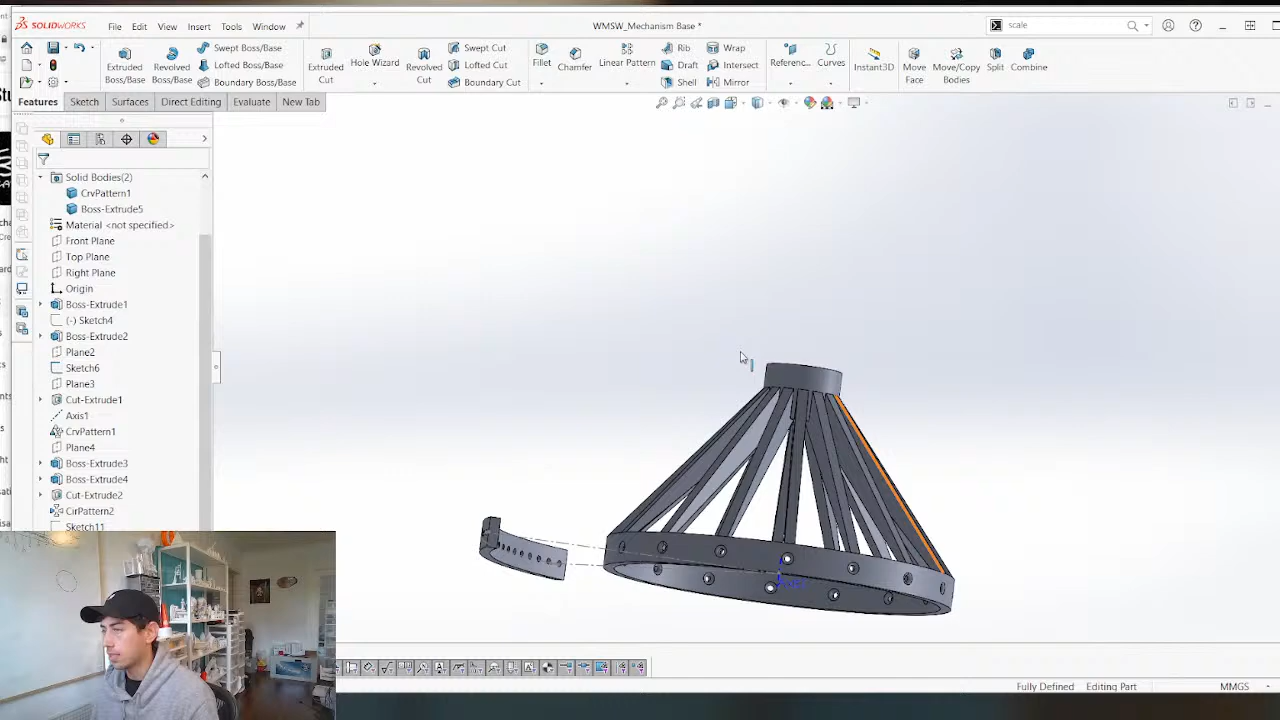 SOLIDWORKS File Edit View Insert Tools Window WMSW_Mechanism Base * scale
Extruded Boss/Base Revolved Boss/Base Swept Boss/Base Lofted Boss/Base Boundary Boss/Base Extruded Cut Hole Wizard Revolved Cut Swept Cut Lofted Cut Boundary Cut Fillet Chamfer Linear Pattern Rib Draft Shell Wrap Intersect Mirror Referenc... Curves Instant3D Move Face Move/Copy Bodies Split Combine
Features Sketch Surfaces Direct Editing Evaluate New Tab
Solid Bodies(2)
CrvPattern1
Boss-Extrude5
Material <not specified>
Front Plane
Top Plane
Right Plane
Origin
Boss-Extrude1
(-) Sketch4
Boss-Extrude2
Plane2
Sketch6
Plane3
Cut-Extrude1
Axis1
CrvPattern1
Plane4
Boss-Extrude3
Boss-Extrude4
Cut-Extrude2
CirPattern2
Sketch11
Fully Defined Editing Part MMGS